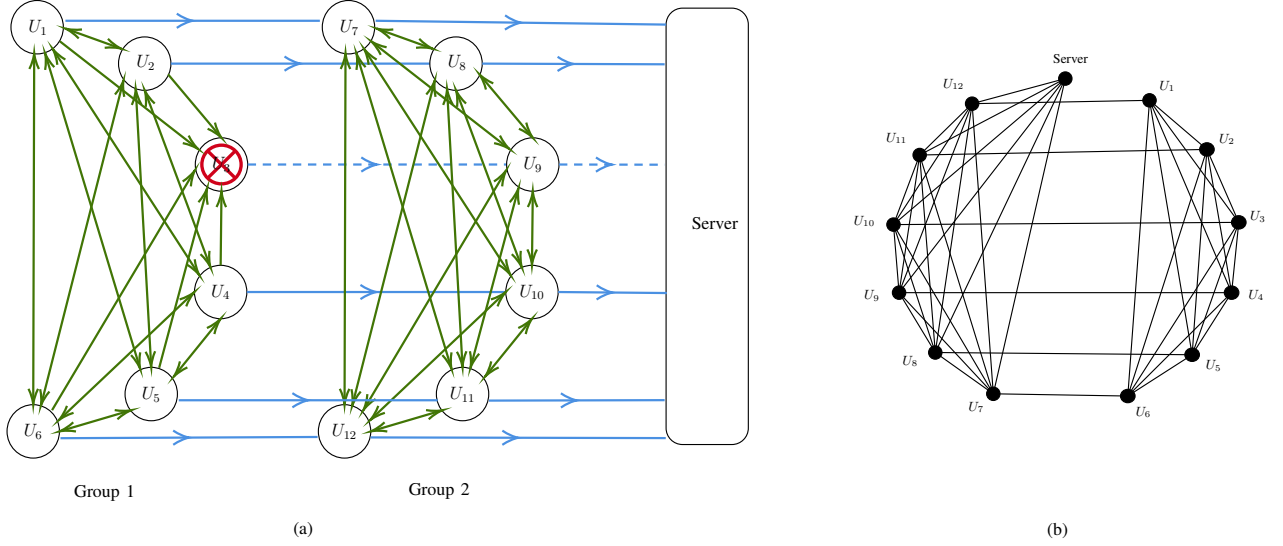 U1
U7
U2
U8
U3
U9
Server
U4
U10
U5
U11
U6
U12
Group 1
Group 2
(a)
Server
U12
U1
U11
U2
U10
U3
U9
U4
U8
U5
U7
U6
(b)